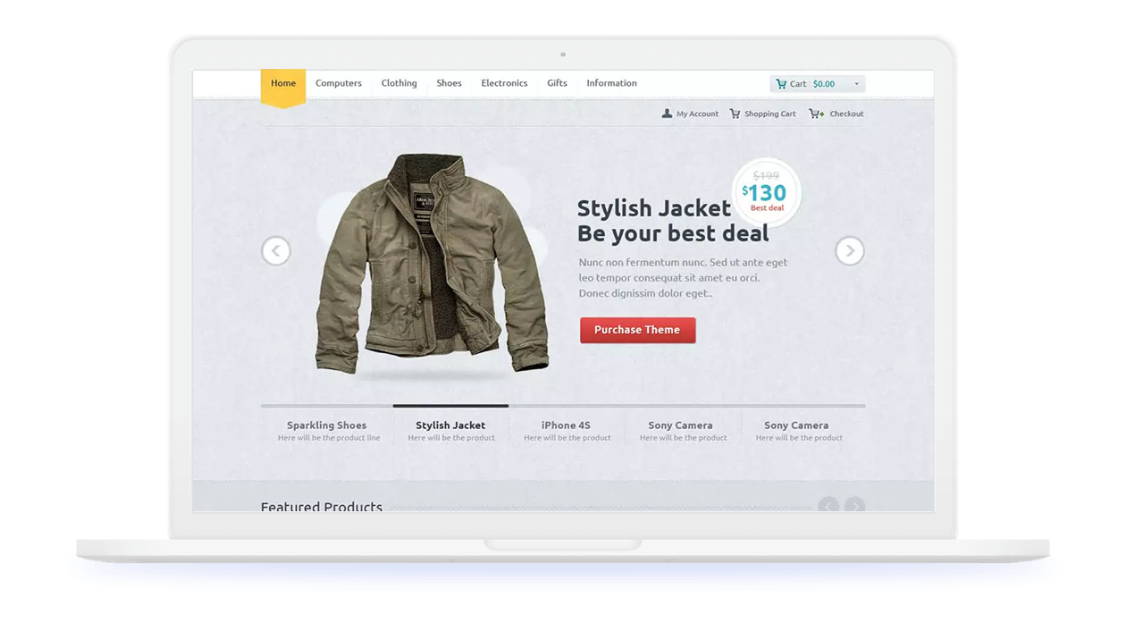 Home Computers Clothing Shoes Electronics Gifts Information Cart $0.00
My Account Shopping Cart Checkout
$199
$130
Best deal
Stylish Jacket
Be your best deal
Nunc non fermentum nunc. Sed ut ante eget
leo tempor consequat sit amet eu orci.
Donec dignissim dolor eget..
Purchase Theme
Sparkling Shoes Stylish Jacket iPhone 4S Sony Camera Sony Camera
Here will be the product line Here will be the product Here will be the product Here will be the product Here will be the product
Featured Products